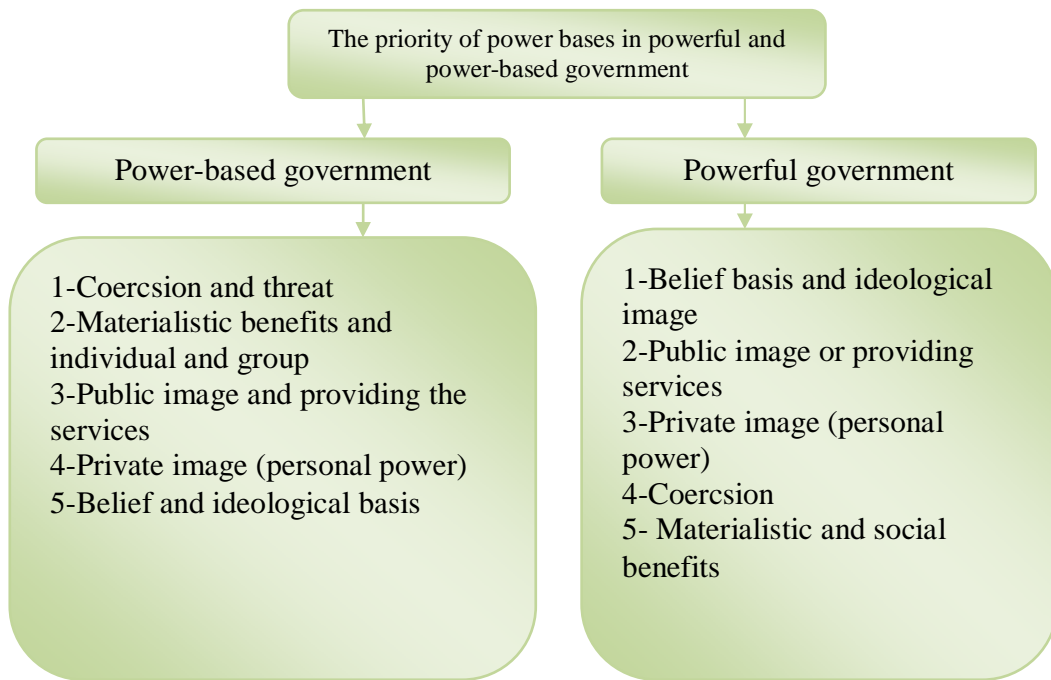 The priority of power bases in powerful and
power-based government
Power-based government
Powerful government
1-Coercsion and threat
2-Materialistic benefits and
individual and group
3-Public image and providing the
services
4-Private image (personal power)
5-Belief and ideological basis
1-Belief basis and ideological
image
2-Public image or providing
services
3-Private image (personal
power)
4-Coercsion
5- Materialistic and social
benefits